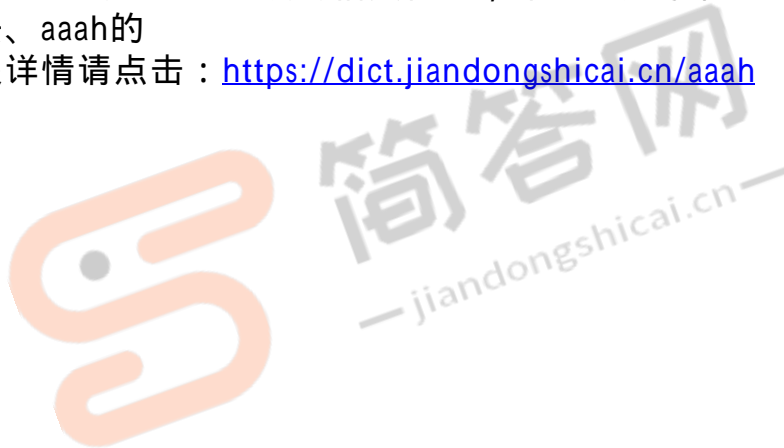 、aaah的
详情请点击：https://dict.jiandongshicai.cn/aaah
简答网
jiandongshicai.cn